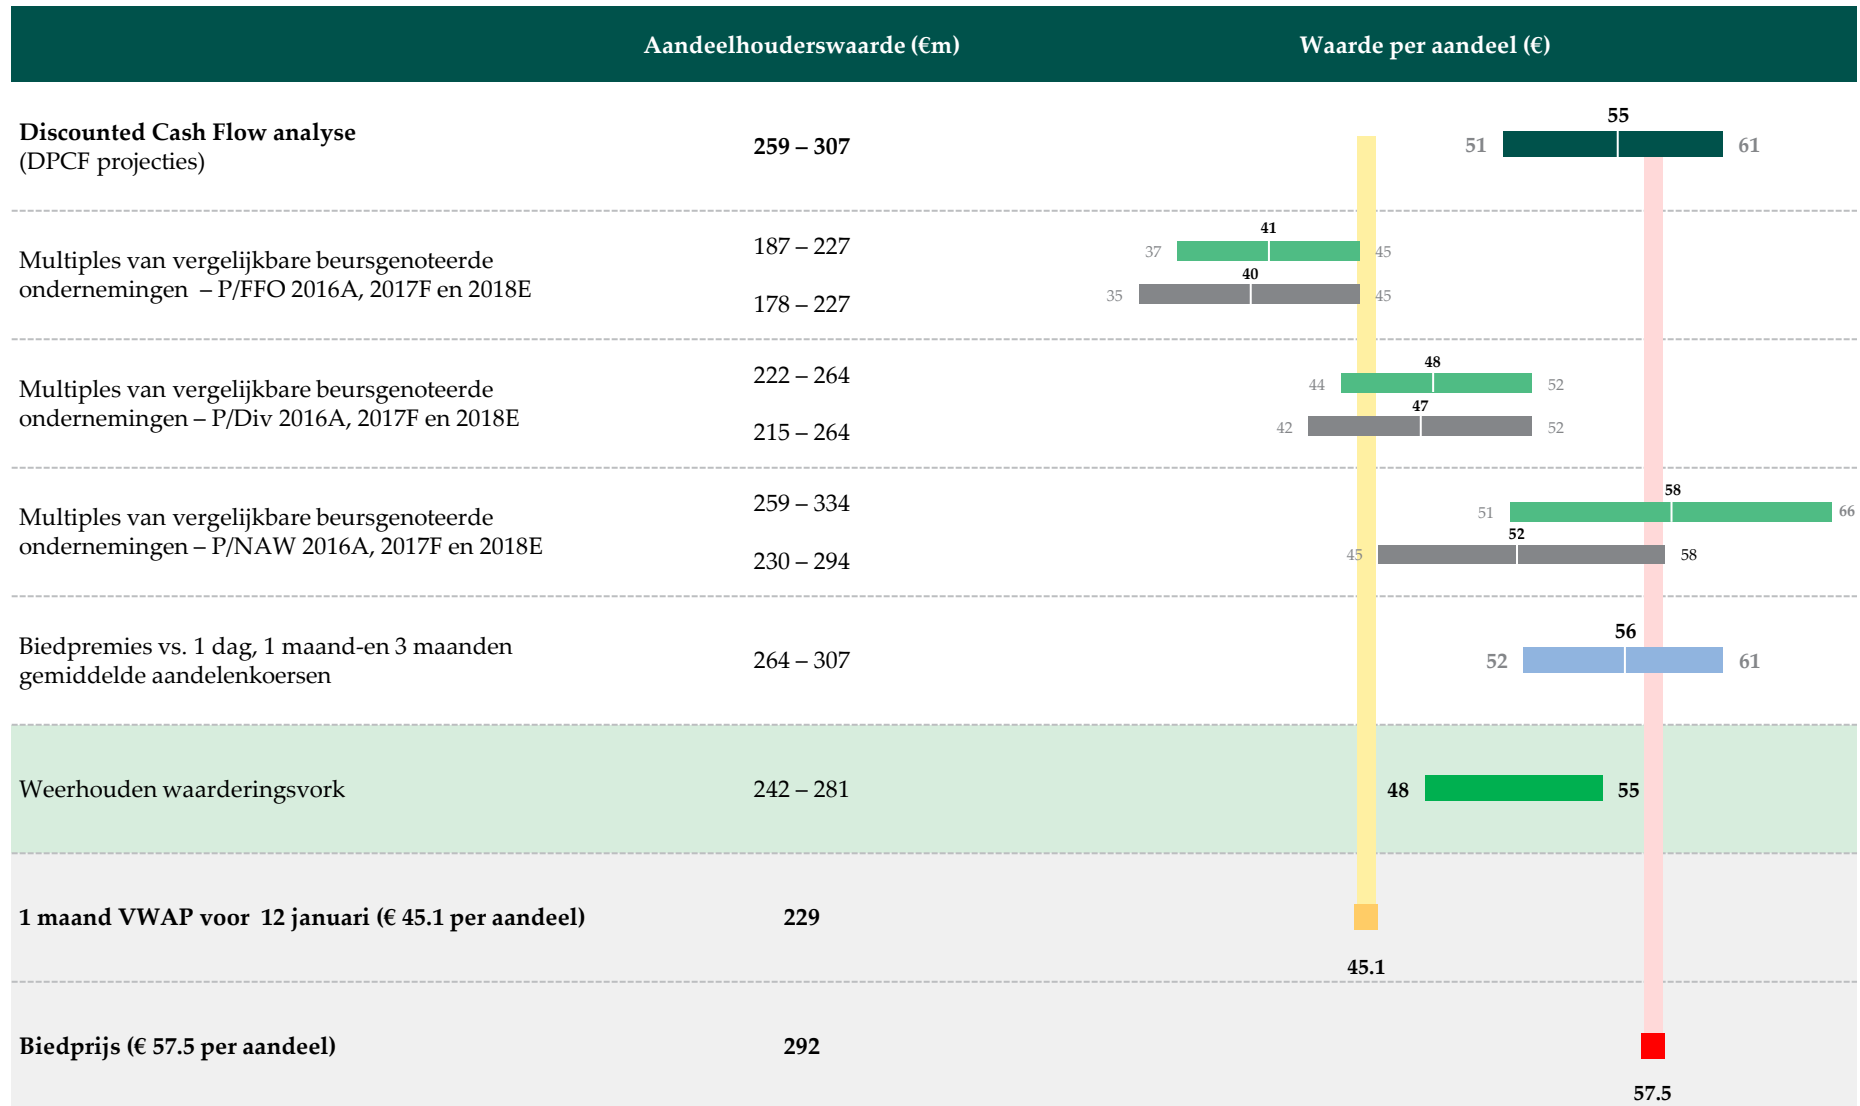 Aandeelhouderswaarde (€m)
Waarde per aandeel (€)
Discounted Cash Flow analyse
(DPCF projecties)
259 – 307
55
51
61
Multiples van vergelijkbare beursgenoteerde
ondernemingen – P/FFO 2016A, 2017F en 2018E
187 – 227
41
37
45
178 – 227
40
35
45
Multiples van vergelijkbare beursgenoteerde
ondernemingen – P/Div 2016A, 2017F en 2018E
222 – 264
48
44
52
215 – 264
47
42
52
Multiples van vergelijkbare beursgenoteerde
ondernemingen – P/NAW 2016A, 2017F en 2018E
259 – 334
58
51
66
230 – 294
52
45
58
Biedpremies vs. 1 dag, 1 maand-en 3 maanden
gemiddelde aandelenkoersen
264 – 307
56
52
61
Weerhouden waarderingsvork
242 – 281
48
55
1 maand VWAP voor 12 januari (€ 45.1 per aandeel)
229
45.1
Biedprijs (€ 57.5 per aandeel)
292
57.5